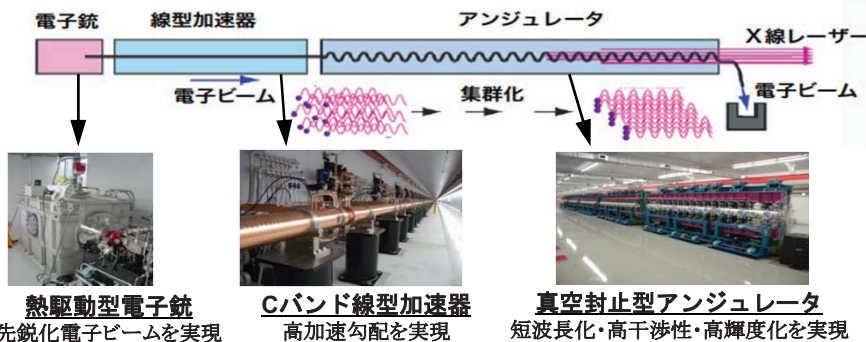 電子銃
線型加速器
アンジュレータ
X線レーザー
電子ビーム
集群化
電子ビーム
熱駆動型電子銃
先鋭化電子ビームを実現
Cバンド線型加速器
高加速勾配を実現
真空封止型アンジュレータ
短波長化・高干渉性・高輝度化を実現